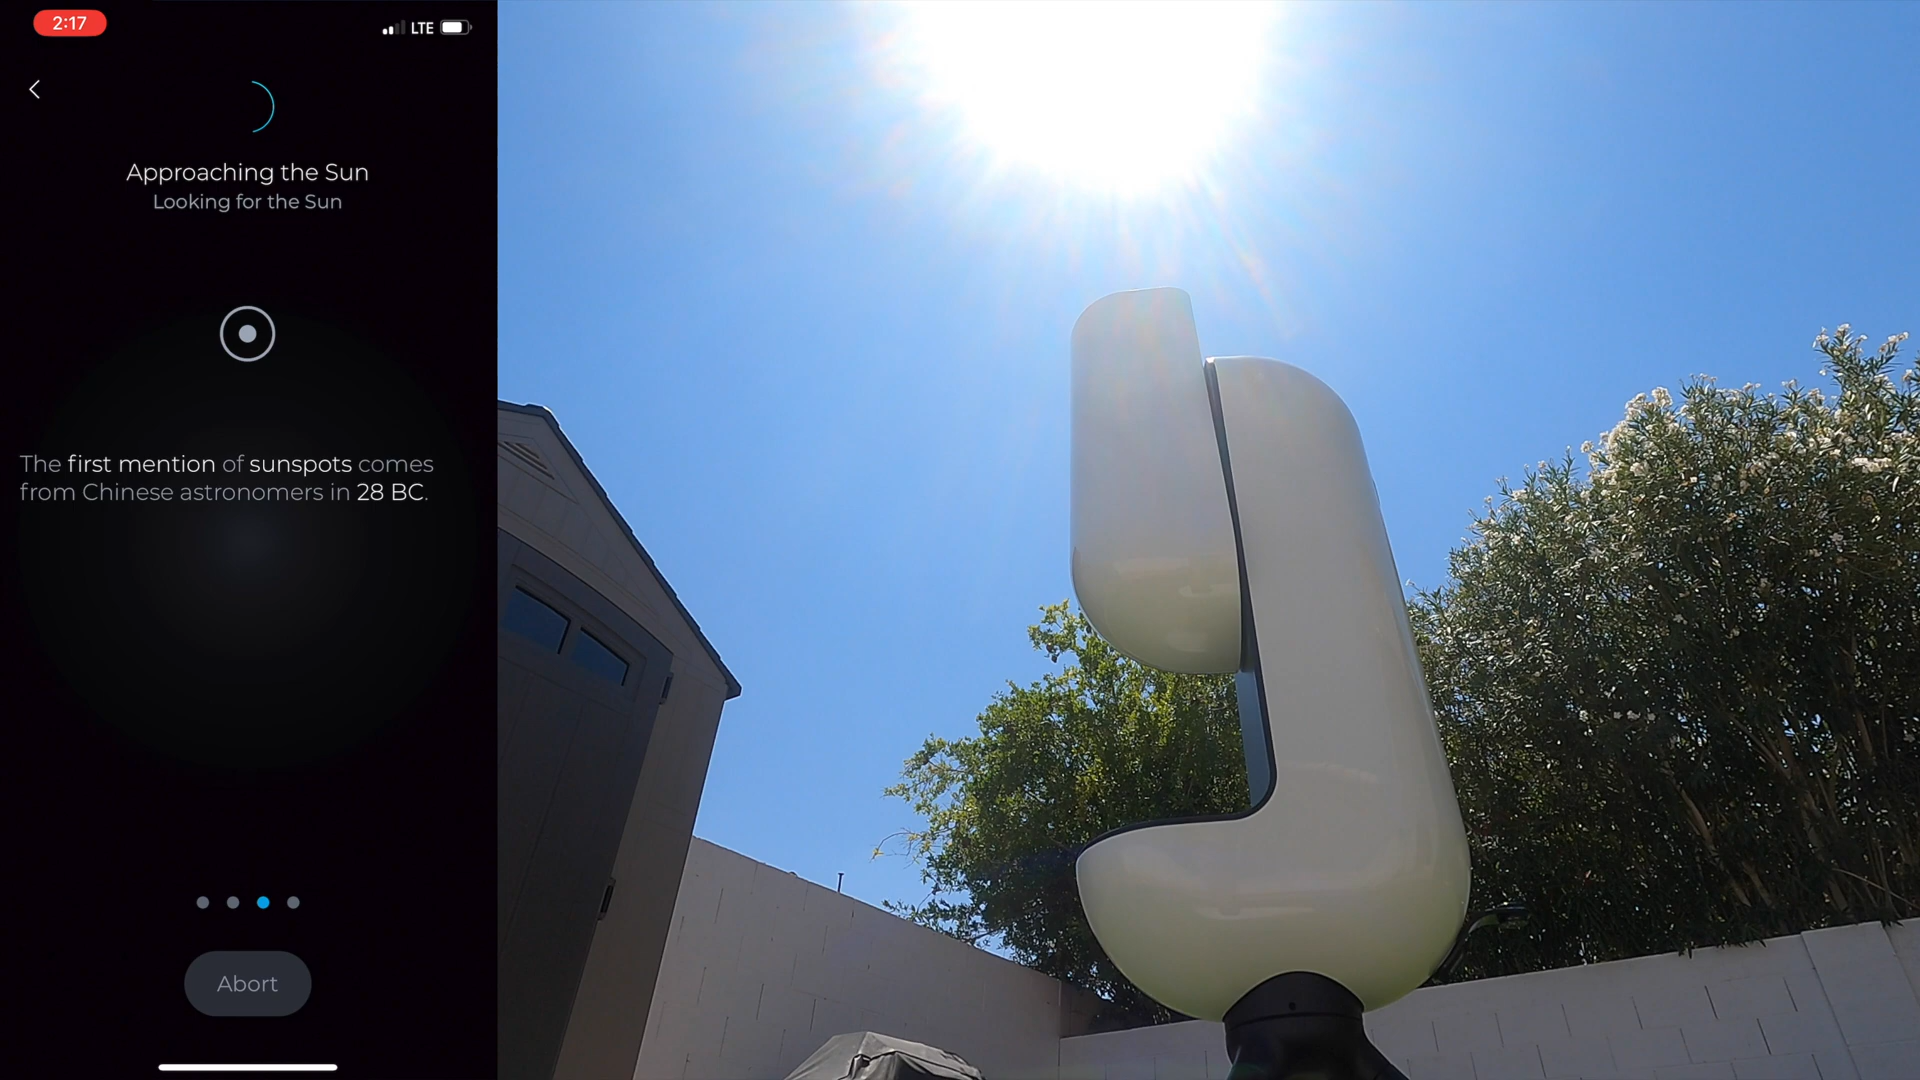 2:17
LTE
Approaching the Sun
Looking for the Sun
The first mention of sunspots comes
from Chinese astronomers in 28 BC.
Abort